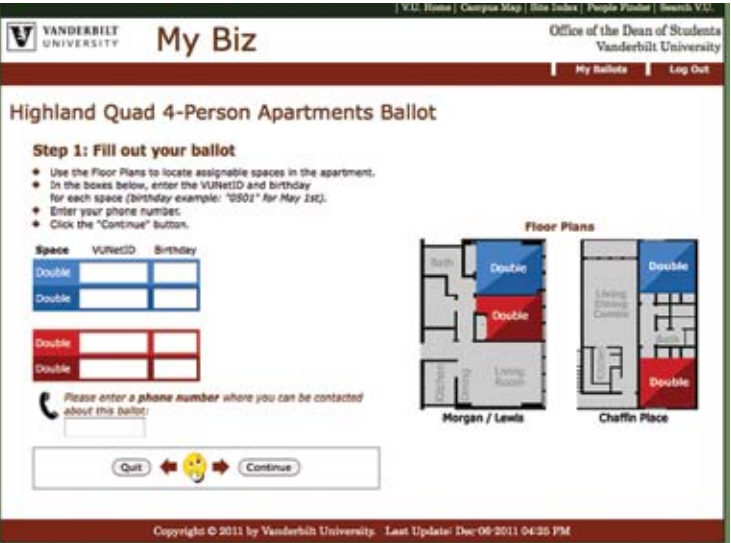 | V.U. Home | Campus Map | Site Index | People Finder | Search V.U.
V VANDERBILT
UNIVERSITY
My Biz
Office of the Dean of Students
Vanderbilt University
My Ballots
Log Out
Highland Quad 4-Person Apartments Ballot
Step 1: Fill out your ballot
Use the Floor Plans to locate assignable spaces in the apartment.
In the boxes below, enter the VUNetID and birthday
for each space (birthday example: "0501" for May 1st).
Enter your phone number.
Click the "Continue" button.
Space VUNetID Birthday
Double
Double
Double
Double
Please enter a phone number where you can be contacted
about this ballot:
Quit
Continue
Floor Plans
Bath
Double
Double
Kitchen
Dining
Living
Room
Morgan / Lewis
Double
Living
Dining
Combo
Bath
Kitchen
Double
Chaffin Place
Copyright © 2011 by Vanderbilt University. Last Update: Dec-06-2011 04:25 PM